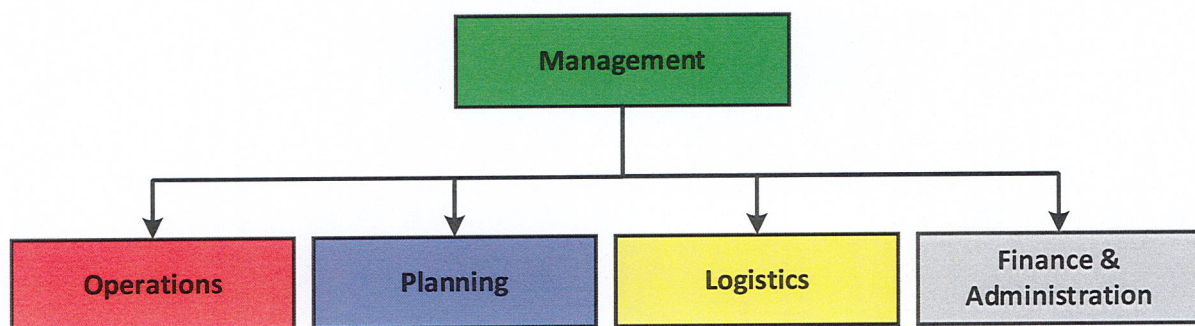 Management
Operations
Planning
Logistics
Finance &
Administration